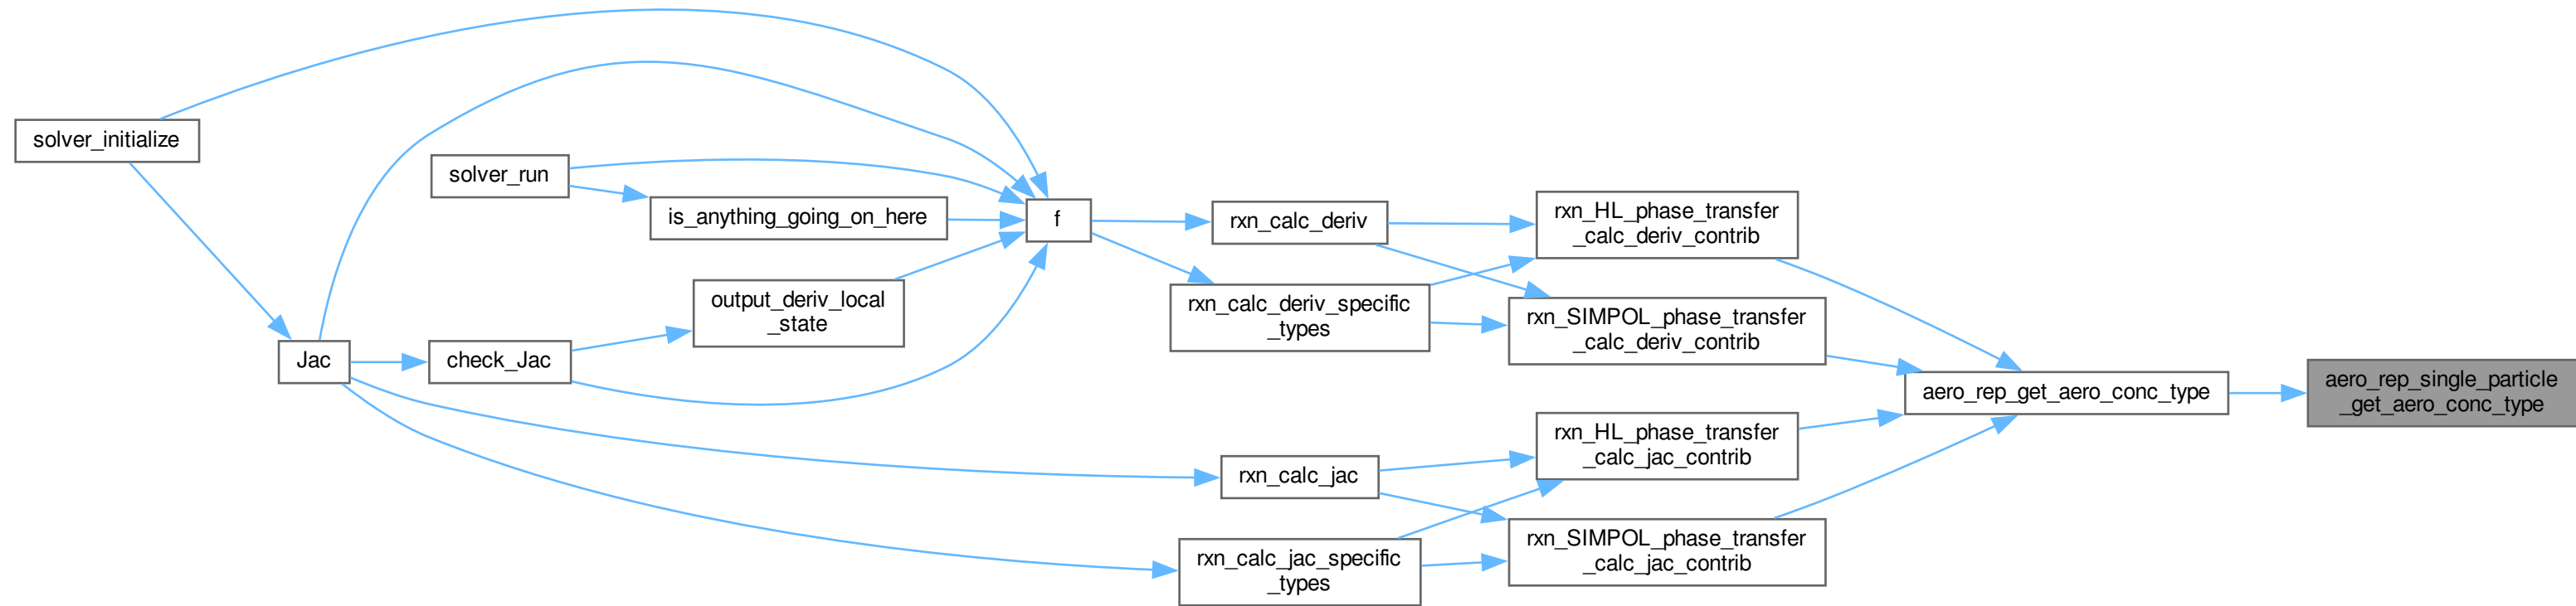 solver_initialize
solver_run
is_anything_going_on_here
f
output_deriv_local
_state
Jac
check_Jac
rxn_calc_deriv
rxn_calc_deriv_specific
_types
rxn_calc_jac
rxn_calc_jac_specific
_types
rxn_HL_phase_transfer
_calc_deriv_contrib
rxn_SIMPOL_phase_transfer
_calc_deriv_contrib
rxn_HL_phase_transfer
_calc_jac_contrib
rxn_SIMPOL_phase_transfer
_calc_jac_contrib
aero_rep_get_aero_conc_type
aero_rep_single_particle
_get_aero_conc_type